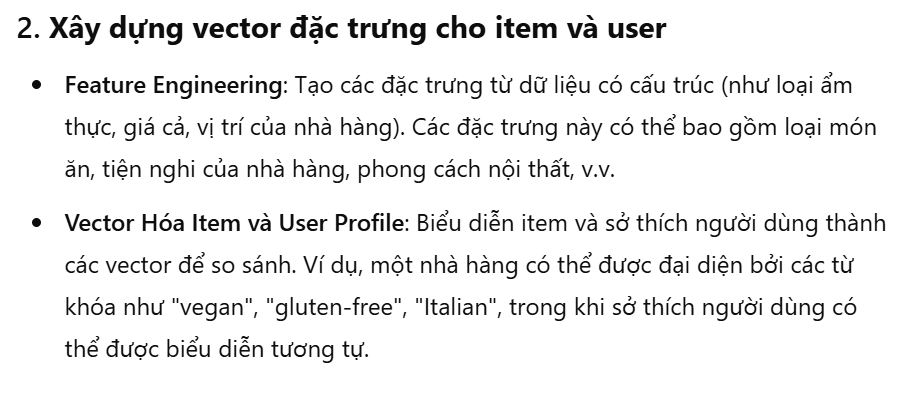 2. Xây dựng vector đặc trưng cho item và user
• Feature Engineering: Tạo các đặc trưng từ dữ liệu có cấu trúc (như loại ẩm
thực, giá cả, vị trí của nhà hàng). Các đặc trưng này có thể bao gồm loại món
ăn, tiện nghi của nhà hàng, phong cách nội thất, v.v.
• Vector Hóa Item và User Profile: Biểu diễn item và sở thích người dùng thành
các vector để so sánh. Ví dụ, một nhà hàng có thể được đại diện bởi các từ
khóa như "vegan", "gluten-free", "Italian", trong khi sở thích người dùng có
thể được biểu diễn tương tự.